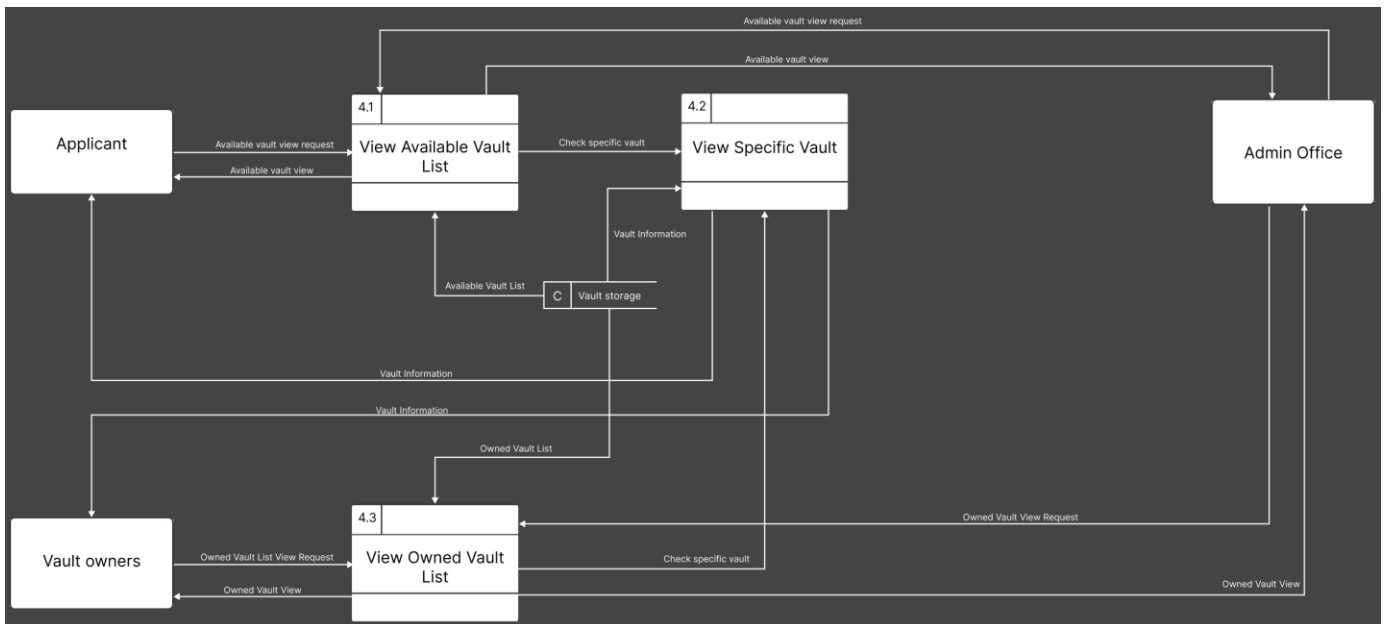 Available vault view request
Available vault view
4.1
4.2
Applicant
View Available Vault
List
View Specific Vault
Admin Office
Available vault view request
Available vault view
Check specific vault
Vault Information
Available Vault List
C
Vault storage
Vault Information
Vault Information
Owned Vault List
4.3
Vault owners
View Owned Vault
List
Owned Vault View Request
Owned Vault List View Request
Check specific vault
Owned Vault View
Owned Vault View